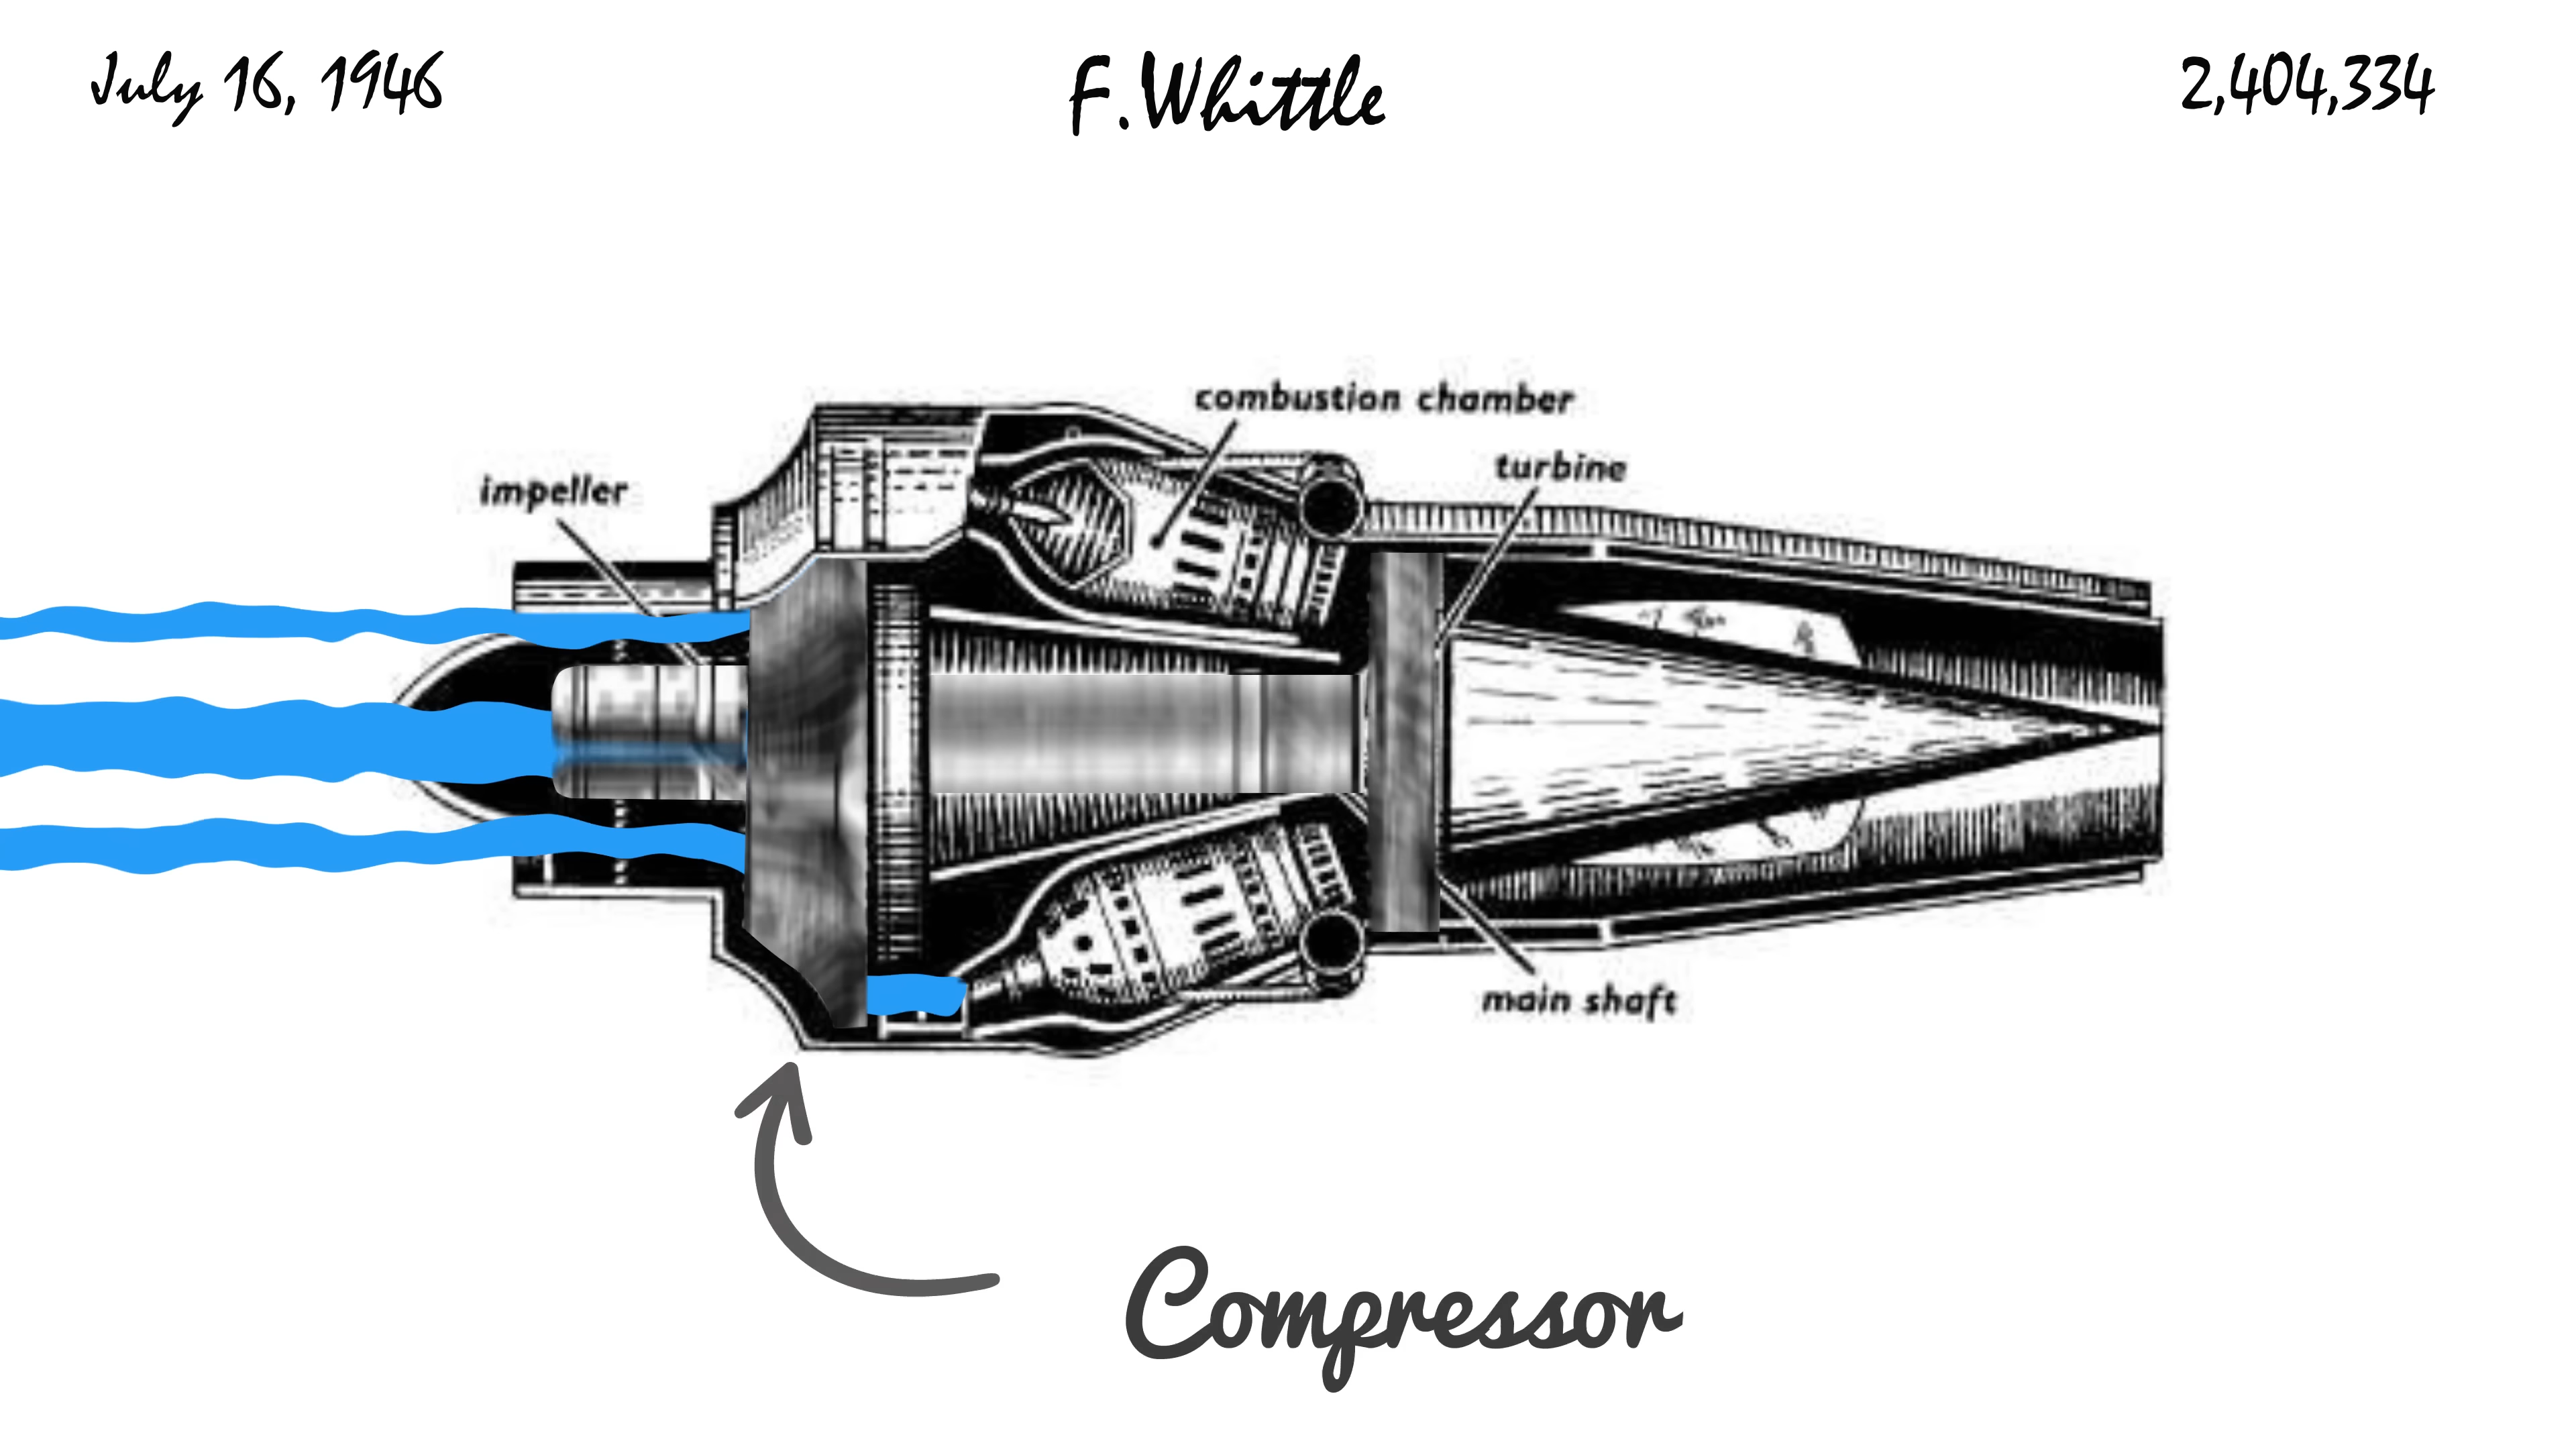 July 16, 1946
F.Whittle
2,404,334
combustion chamber
turbine
impeller
main shaft
Compressor